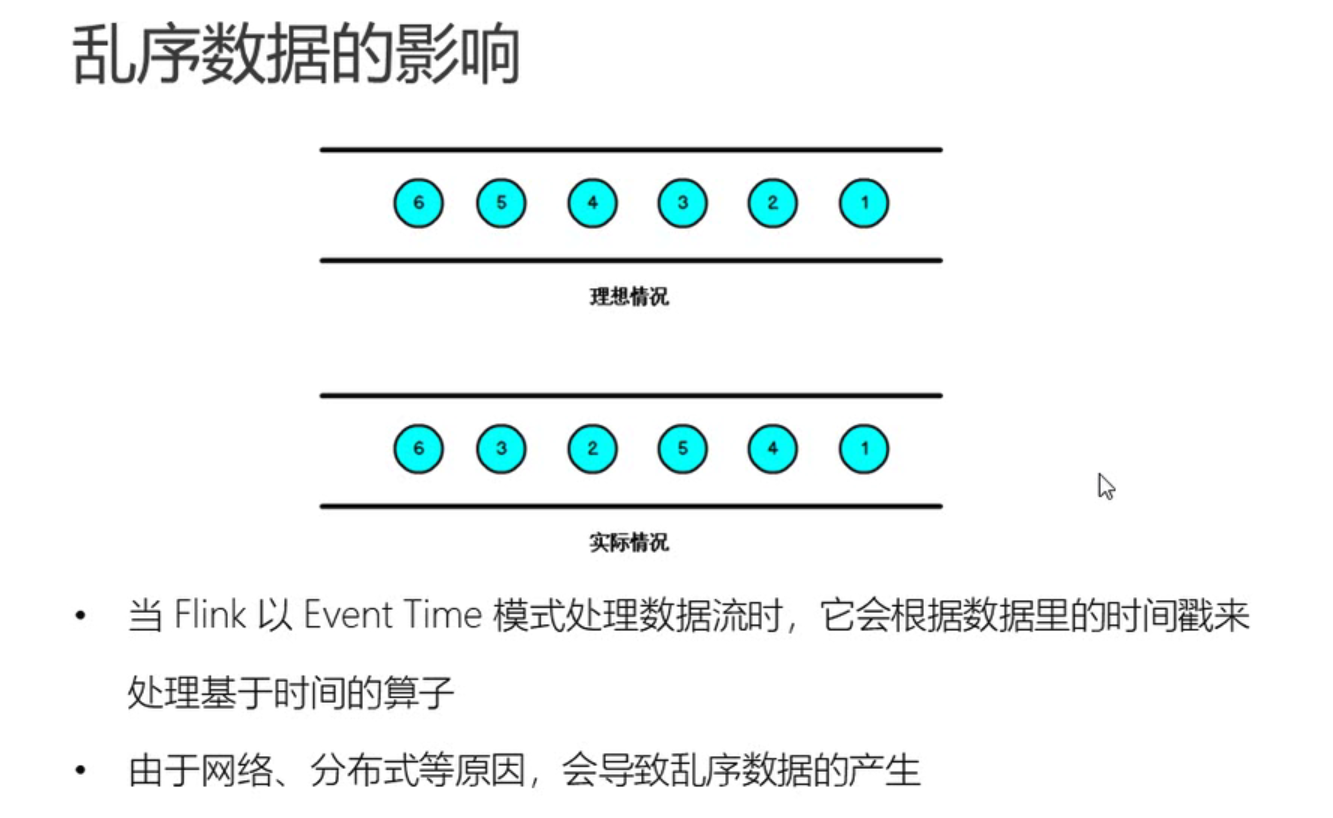 乱序数据的影响
6 5 4 3 2 1
理想情况
6 3 2 5 4 1
实际情况
• 当 Flink 以 Event Time 模式处理数据流时，它会根据数据里的时间戳来
处理基于时间的算子
• 由于网络、分布式等原因，会导致乱序数据的产生